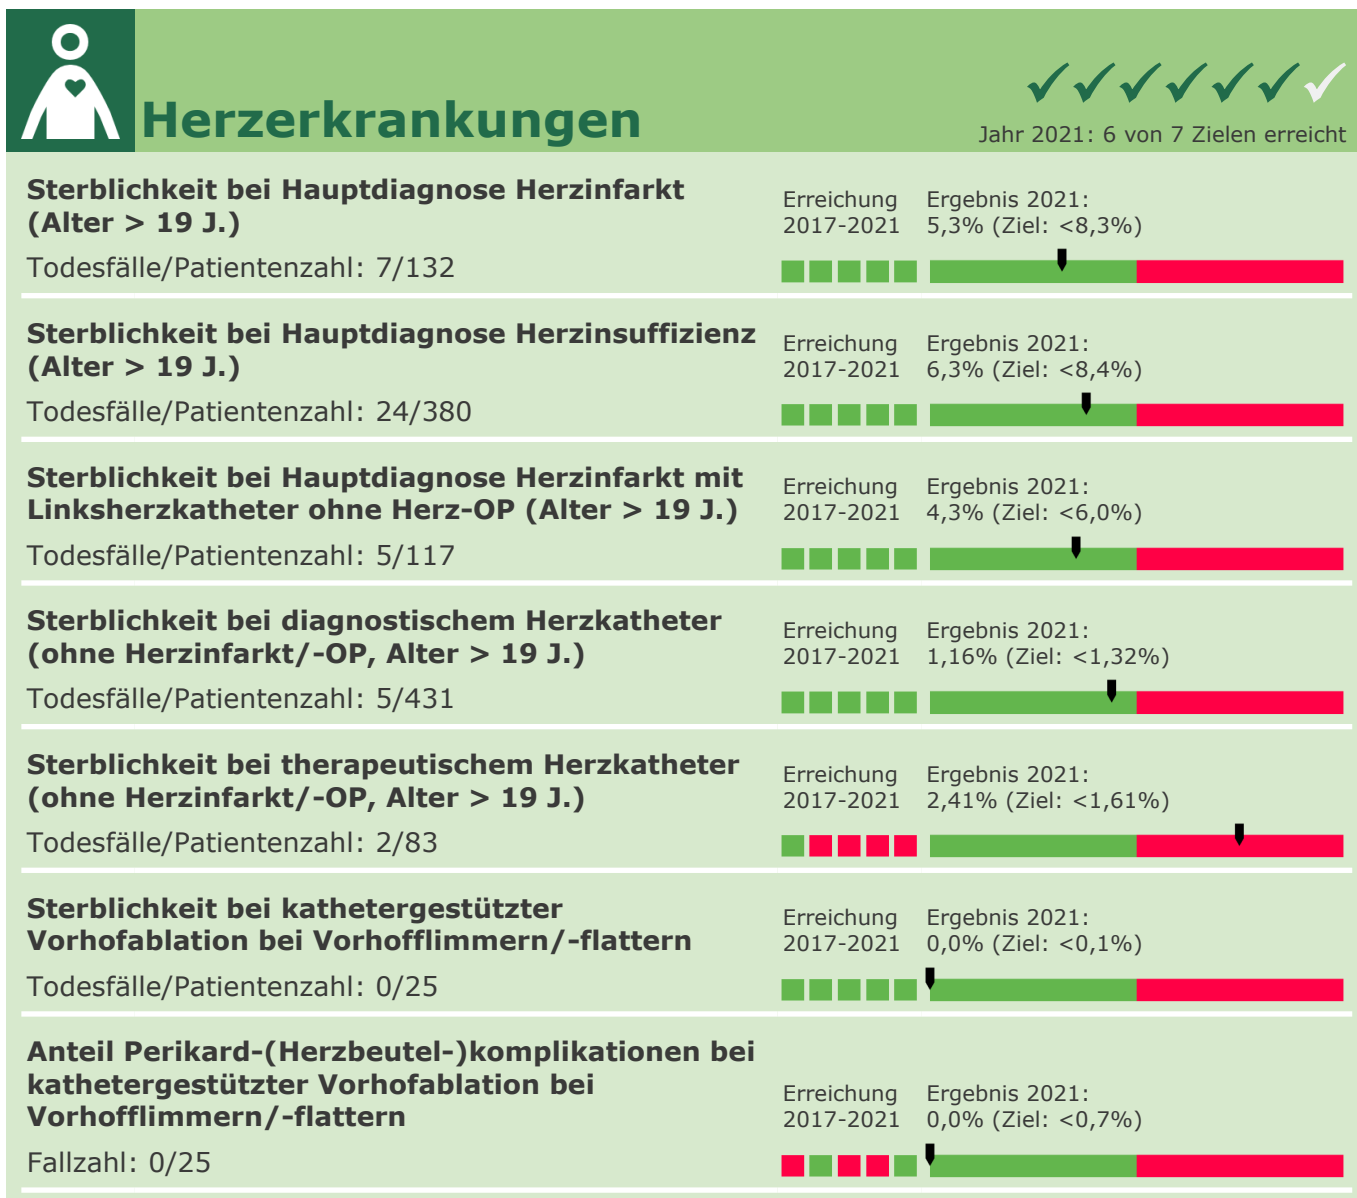 Herzerkrankungen
Jahr 2021: 6 von 7 Zielen erreicht
Sterblichkeit bei Hauptdiagnose Herzinfarkt
(Alter > 19 J.)
Todesfälle/Patientenzahl: 7/132
Erreichung
2017-2021
Ergebnis 2021:
5,3% (Ziel: <8,3%)
Sterblichkeit bei Hauptdiagnose Herzinsuffizienz
(Alter > 19 J.)
Todesfälle/Patientenzahl: 24/380
Erreichung
2017-2021
Ergebnis 2021:
6,3% (Ziel: <8,4%)
Sterblichkeit bei Hauptdiagnose Herzinfarkt mit
Linksherzkatheter ohne Herz-OP (Alter > 19 J.)
Todesfälle/Patientenzahl: 5/117
Erreichung
2017-2021
Ergebnis 2021:
4,3% (Ziel: <6,0%)
Sterblichkeit bei diagnostischem Herzkatheter
(ohne Herzinfarkt/-OP, Alter > 19 J.)
Todesfälle/Patientenzahl: 5/431
Erreichung
2017-2021
Ergebnis 2021:
1,16% (Ziel: <1,32%)
Sterblichkeit bei therapeutischem Herzkatheter
(ohne Herzinfarkt/-OP, Alter > 19 J.)
Todesfälle/Patientenzahl: 2/83
Erreichung
2017-2021
Ergebnis 2021:
2,41% (Ziel: <1,61%)
Sterblichkeit bei kathetergestützter
Vorhofablation bei Vorhofflimmern/-flattern
Todesfälle/Patientenzahl: 0/25
Erreichung
2017-2021
Ergebnis 2021:
0,0% (Ziel: <0,1%)
Anteil Perikard-(Herzbeutel-)komplikationen bei
kathetergestützter Vorhofablation bei
Vorhofflimmern/-flattern
Fallzahl: 0/25
Erreichung
2017-2021
Ergebnis 2021:
0,0% (Ziel: <0,7%)